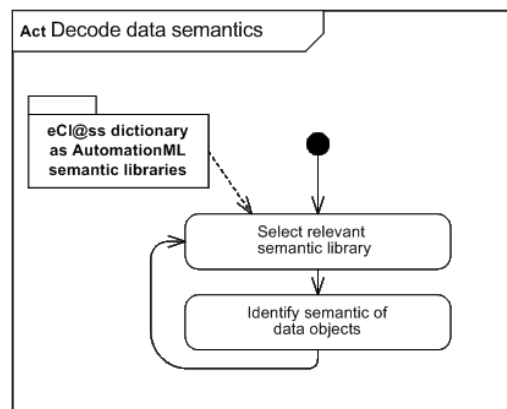 Act Decode data semantics
eCl@ss dictionary
as AutomationML
semantic libraries
Select relevant
semantic library
Identify semantic of
data objects